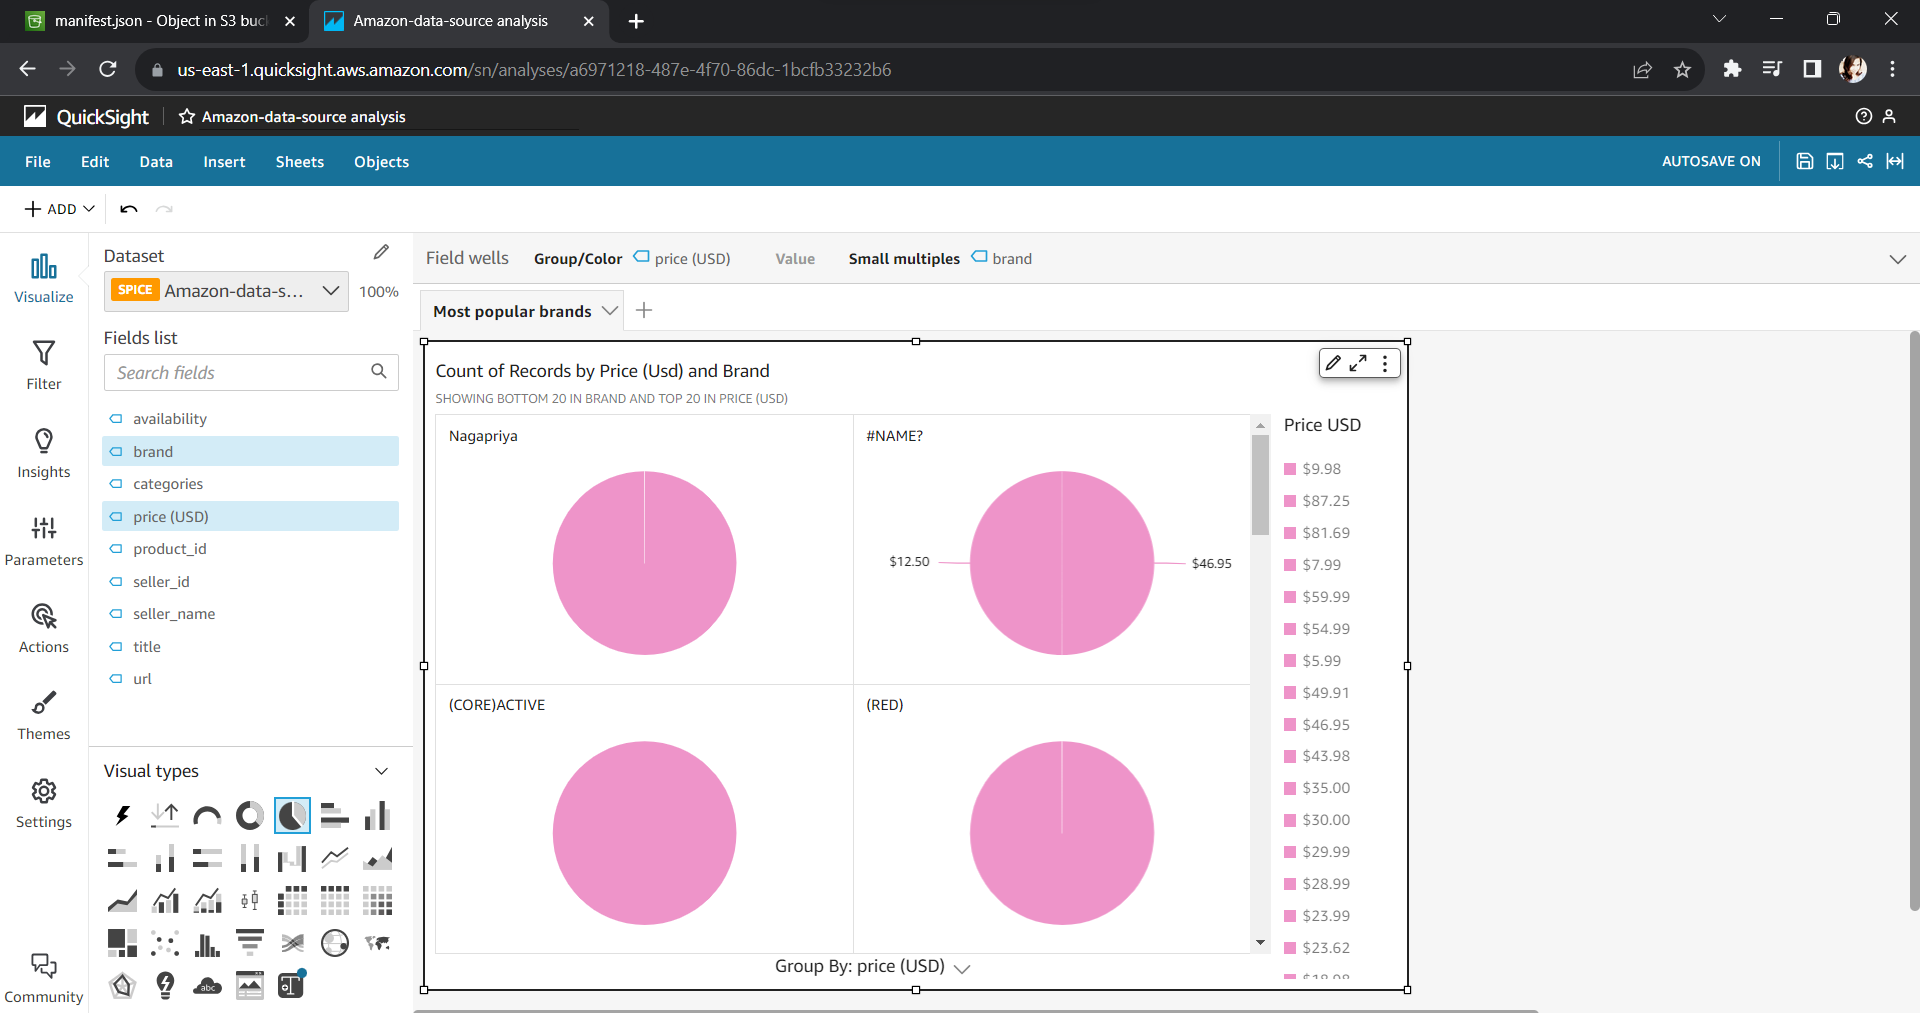 manifest.json - Object in S3 buc
Amazon-data-source analysis
us-east-1.quicksight.aws.amazon.com/sn/analyses/a6971218-487e-4f70-86dc-1bcfb33232b6
QuickSight
Amazon-data-source analysis
File Edit Data Insert Sheets Objects
AUTOSAVE ON
ADD
Visualize
Filter
Insights
Parameters
Actions
Themes
Settings
Community
Dataset
SPICE Amazon-data-s... 100%
Fields list
Search fields
availability
brand
categories
price (USD)
product_id
seller_id
seller_name
title
url
Visual types
abc
Field wells Group/Color price (USD) Value Small multiples brand
Most popular brands
Count of Records by Price (Usd) and Brand
SHOWING BOTTOM 20 IN BRAND AND TOP 20 IN PRICE (USD)
Nagapriya
#NAME?
$12.50
$46.95
(CORE)ACTIVE
(RED)
Group By: price (USD)
Price USD
$9.98
$87.25
$81.69
$7.99
$59.99
$54.99
$5.99
$49.91
$46.95
$43.98
$35.00
$30.00
$29.99
$28.99
$23.99
$23.62